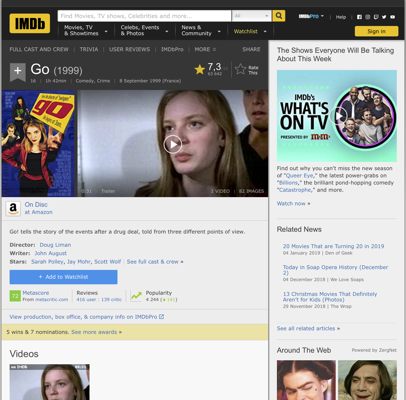 IMDb
Find Movies, TV shows, Celebrities and more...
All
IMDbPro
Help
Movies, TV
& Showtimes
Celebs, Events
& Photos
News &
Community
Watchlist
Sign in
FULL CAST AND CREW | TRIVIA | USER REVIEWS | IMDbPro | MORE
SHARE
+ Go (1999)
7,3
63 642
Rate
This
16 | 1h 42min | Comedy, Crime | 8 September 1999 (France)
go
0:31 | Trailer
2 VIDEO | 82 IMAGES
On Disc
at Amazon
Go! tells the story of the events after a drug deal, told from three different points of view.
Director: Doug Liman
Writer: John August
Stars: Sarah Polley, Jay Mohr, Scott Wolf | See full cast & crew »
+ Add to Watchlist
72 Metascore
From metacritic.com
Reviews
416 user | 139 critic
Popularity
View production, box office, & company info on IMDbPro
5 wins & 7 nominations. See more awards »
Videos
The Shows Everyone Will Be Talking
About This Week
IMDb's
WHAT'S
ON TV
PRESENTED BY
Find out why you can't miss the new season
of "Queer Eye," the latest power-grabs on
"Billions," the brilliant pond-hopping comedy
"Catastrophe," and more.
Watch now »
Related News
20 Movies that are Turning 20 in 2019
04 January 2019 | Den of Geek
Today in Soap Opera History (December
2)
04 December 2018 | We Love Soaps
13 Christmas Movies That Definitely
Aren't for Kids (Photos)
29 November 2018 | The Wrap
See all related articles »
Around The Web
Powered by ZergNet